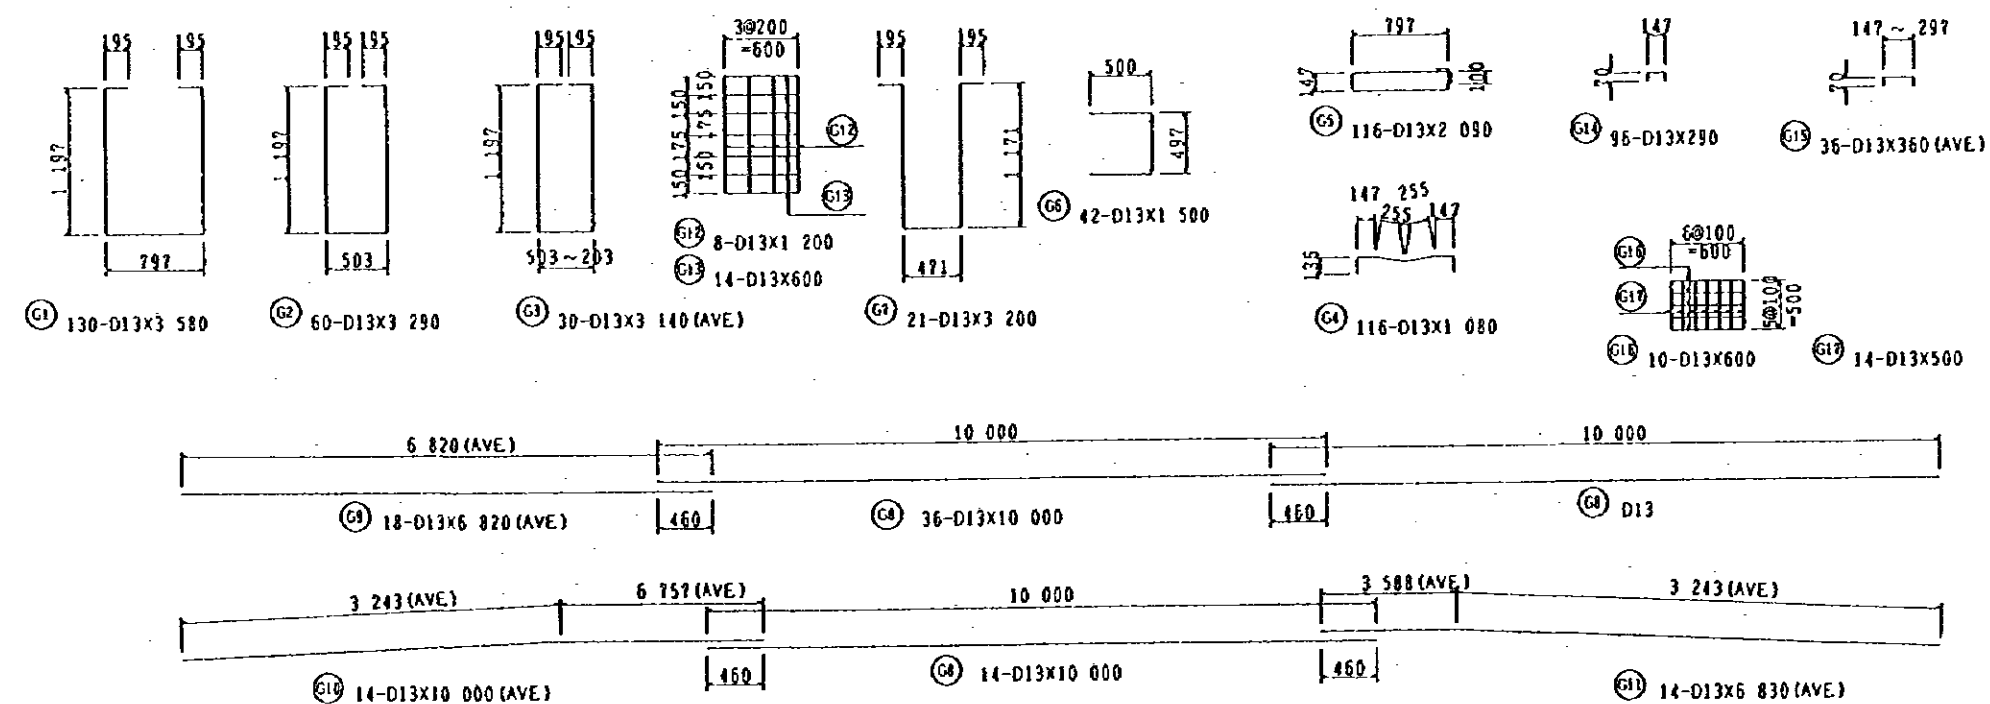 195 195
1 197
797
G1 130-D13X3 580
195 195
1 197
503
G2 60-D13X3 290
195 195
1 197
503~203
G3 30-D13X3 140(AVE)
3@200
=600
150 150 175 175 150 150
G12
G13
G12 8-D13X1 200
G13 14-D13X600
195 195
1 171
471
G7 21-D13X3 200
500
497
G6 42-D13X1 500
797
147
100
G5 116-D13X2 090
147
70
G14 96-D13X290
147~297
70
G15 36-D13X360(AVE)
147 255
255 147
135
G4 116-D13X1 080
6@100
=600
G16
G17
5@100
=500
G16 10-D13X600
G17 14-D13X500
6 820(AVE)
10 000
10 000
G9 18-D13X6 820(AVE)
460
G8 36-D13X10 000
460
G8 D13
3 243(AVE)
6 757(AVE)
10 000
3 588(AVE)
3 243(AVE)
G10 14-D13X10 000(AVE)
460
G8 14-D13X10 000
460
G11 14-D13X6 830(AVE)